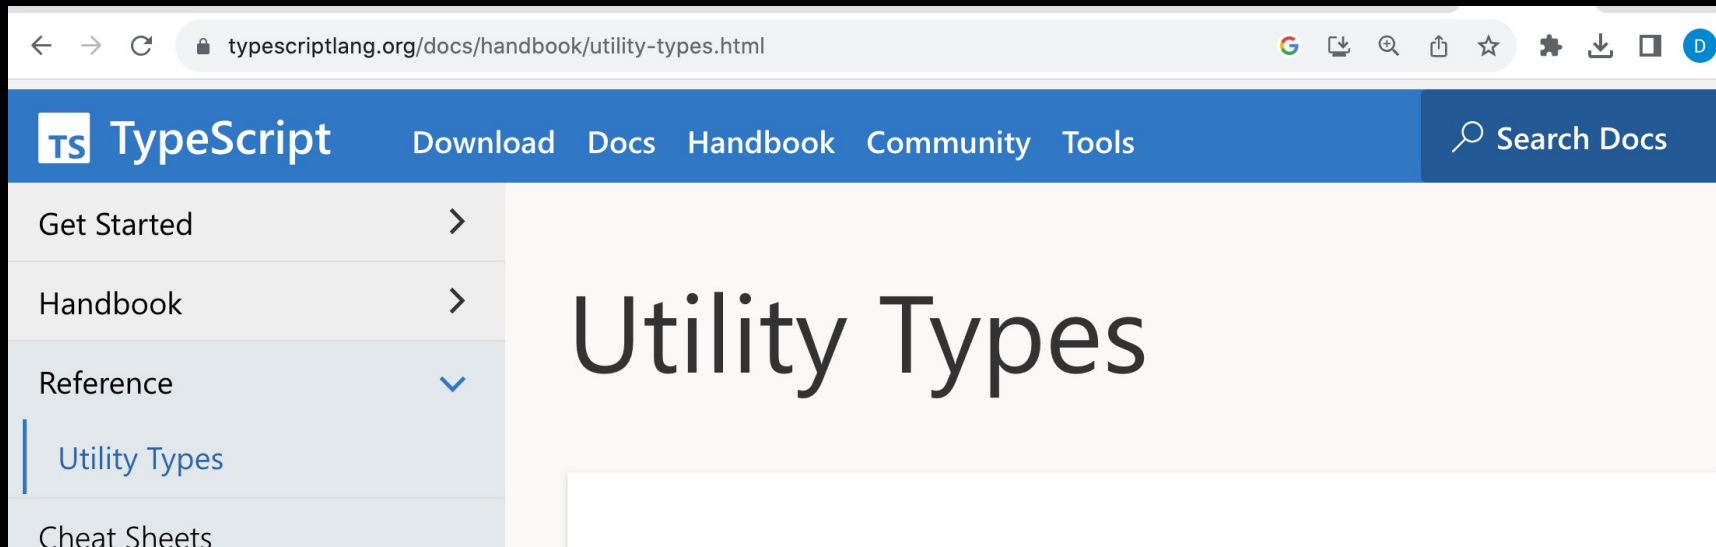 typescriptlang.org/docs/handbook/utility-types.html
G
D
TS TypeScript Download Docs Handbook Community Tools Search Docs
Get Started
Handbook
Reference
Utility Types
Cheat Sheets
Utility Types